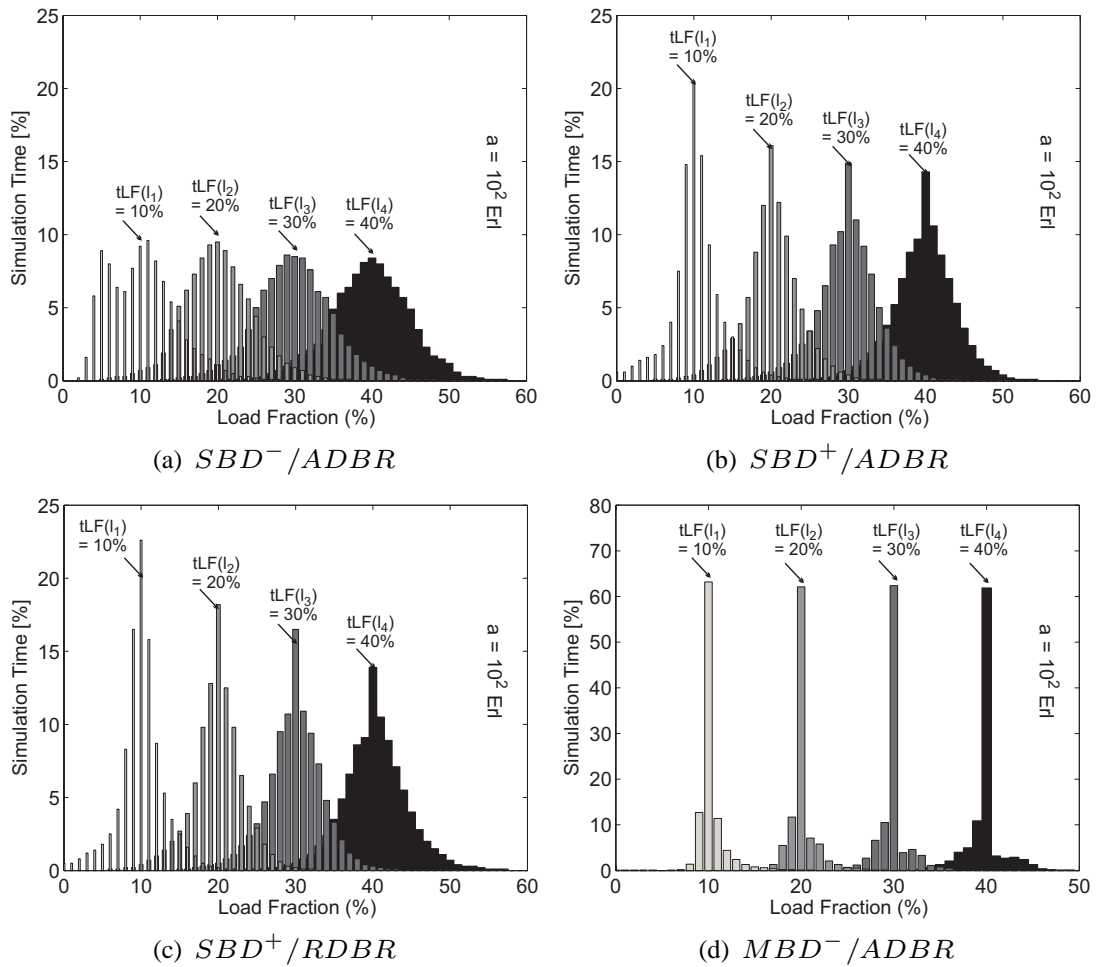 25
20
15
10
5
0
0 10 20 30 40 50 60
Simulation Time [%]
Load Fraction (%)
tLF(l1)
= 10%
tLF(l2)
= 20%
tLF(l3)
= 30%
tLF(l4)
= 40%
a = 10² Erl
(a) SBD⁻/ADBR
25
20
15
10
5
0
0 10 20 30 40 50 60
Simulation Time [%]
Load Fraction (%)
tLF(l1)
= 10%
tLF(l2)
= 20%
tLF(l3)
= 30%
tLF(l4)
= 40%
a = 10² Erl
(b) SBD⁺/ADBR
25
20
15
10
5
0
0 10 20 30 40 50 60
Simulation Time [%]
Load Fraction (%)
tLF(l1)
= 10%
tLF(l2)
= 20%
tLF(l3)
= 30%
tLF(l4)
= 40%
a = 10² Erl
(c) SBD⁺/RDBR
80
70
60
50
40
30
20
10
0
0 10 20 30 40 50
Simulation Time [%]
Load Fraction (%)
tLF(l1)
= 10%
tLF(l2)
= 20%
tLF(l3)
= 30%
tLF(l4)
= 40%
a = 10² Erl
(d) MBD⁻/ADBR